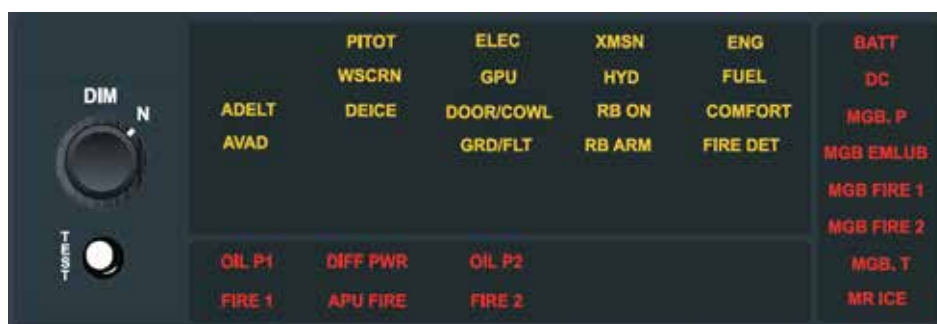 DIM
N
TEST
PITOT ELEC XMSN ENG
WSCRN GPU HYD FUEL
ADELT DEICE DOOR/COWL RB ON COMFORT
AVAD GRD/FLT RB ARM FIRE DET
OIL P1 DIFF PWR OIL P2
FIRE 1 APU FIRE FIRE 2
BATT
DC
MGB. P
MGB EMLUB
MGB FIRE 1
MGB FIRE 2
MGB. T
MR ICE